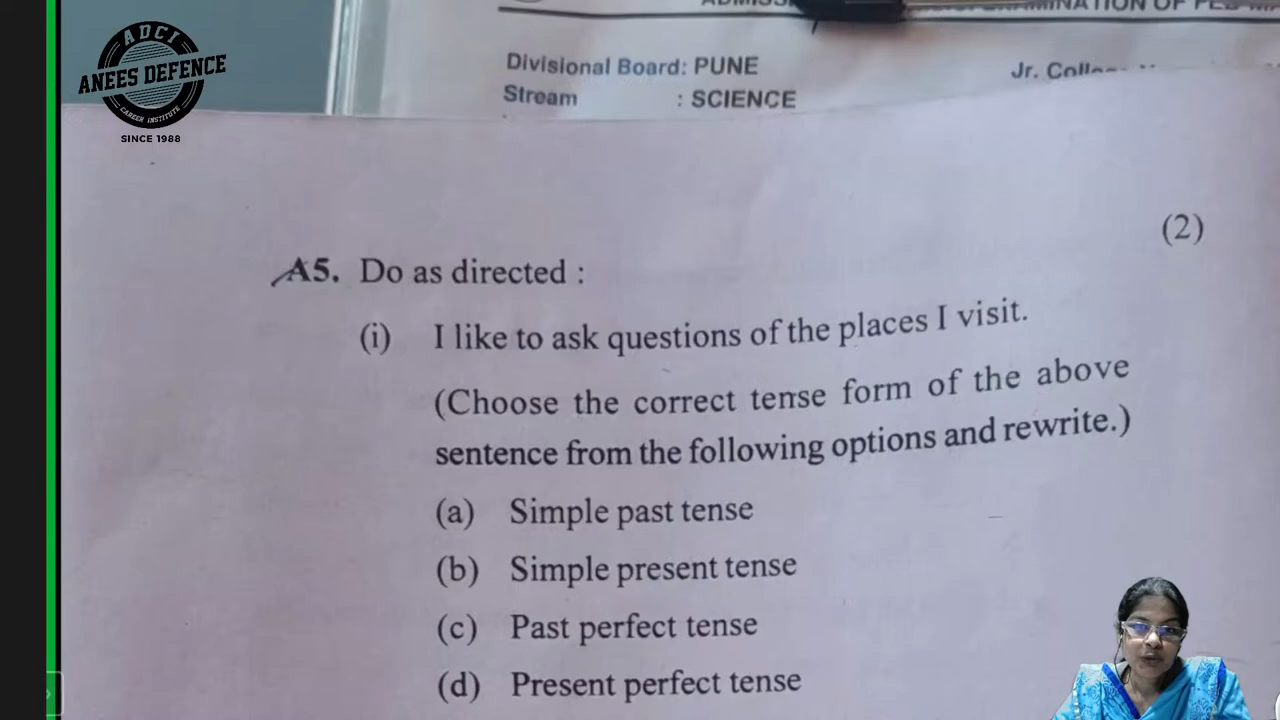 ADCI
ANEES DEFENCE
CAREER INSTITUTE
SINCE 1988
Divisional Board: PUNE
Jr.
Stream : SCIENCE
(2)
A5. Do as directed :
(i) I like to ask questions of the places I visit.
(Choose the correct tense form of the above
sentence from the following options and rewrite.)
(a) Simple past tense
(b) Simple present tense
(c) Past perfect tense
(d) Present perfect tense